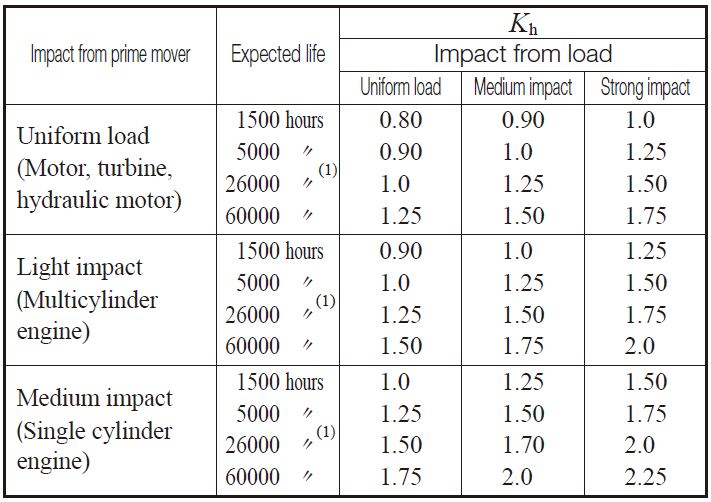 Impact from prime mover Expected life K_h
Impact from load
Uniform load Medium impact Strong impact
Uniform load
(Motor, turbine,
hydraulic motor)
1500 hours 0.80 0.90 1.0
5000 〃 0.90 1.0 1.25
26000 〃 (1) 1.0 1.25 1.50
60000 〃 1.25 1.50 1.75
Light impact
(Multicylinder
engine)
1500 hours 0.90 1.0 1.25
5000 〃 1.0 1.25 1.50
26000 〃 (1) 1.25 1.50 1.75
60000 〃 1.50 1.75 2.0
Medium impact
(Single cylinder
engine)
1500 hours 1.0 1.25 1.50
5000 〃 1.25 1.50 1.75
26000 〃 (1) 1.50 1.70 2.0
60000 〃 1.75 2.0 2.25